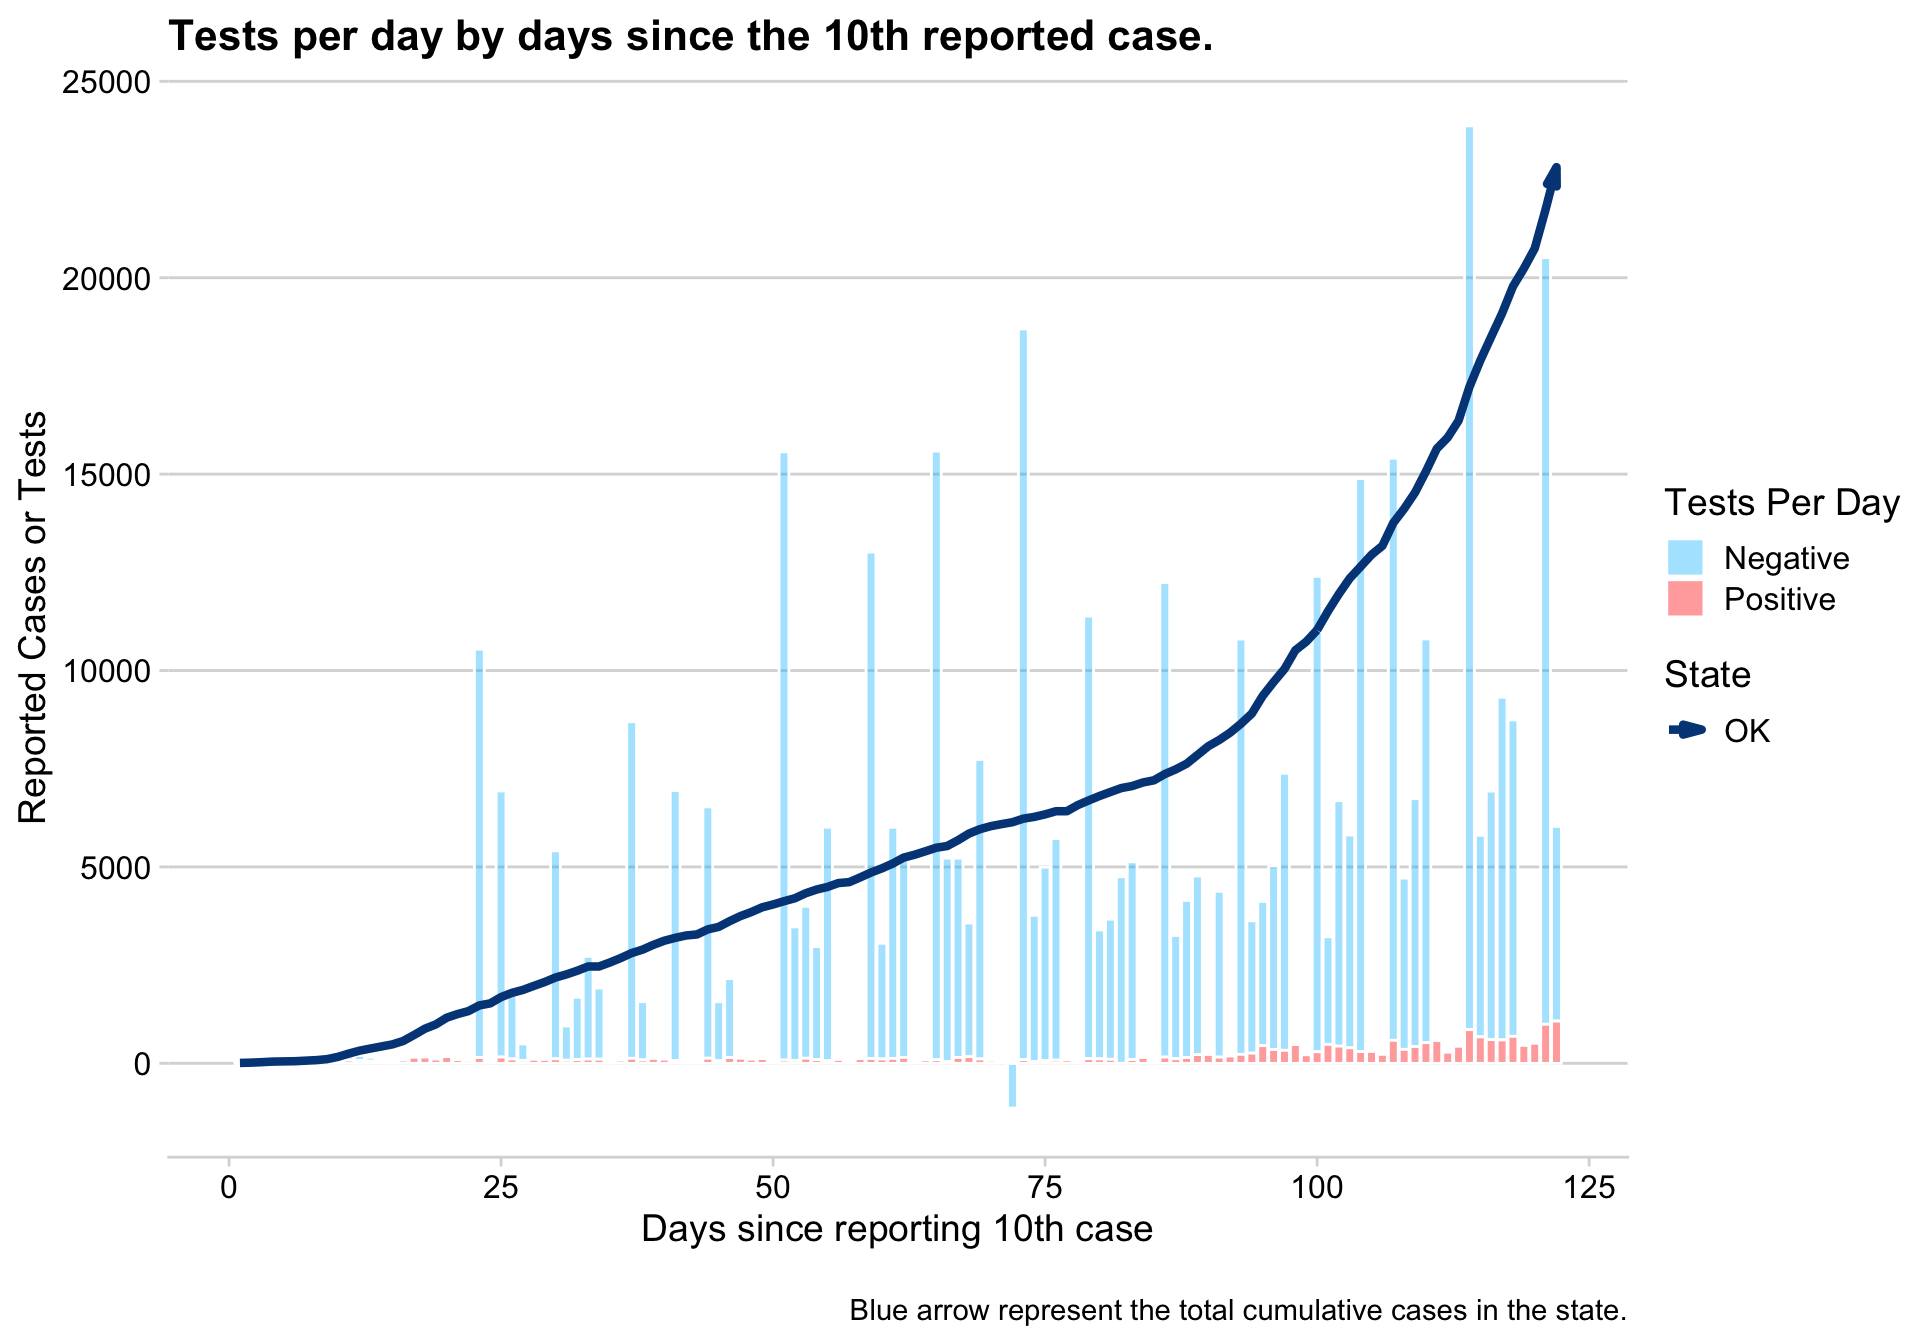 Tests per day by days since the 10th reported case.
25000
20000
15000
10000
5000
0
Reported Cases or Tests
0 25 50 75 100 125
Days since reporting 10th case
Tests Per Day
Negative
Positive
State
OK
Blue arrow represent the total cumulative cases in the state.